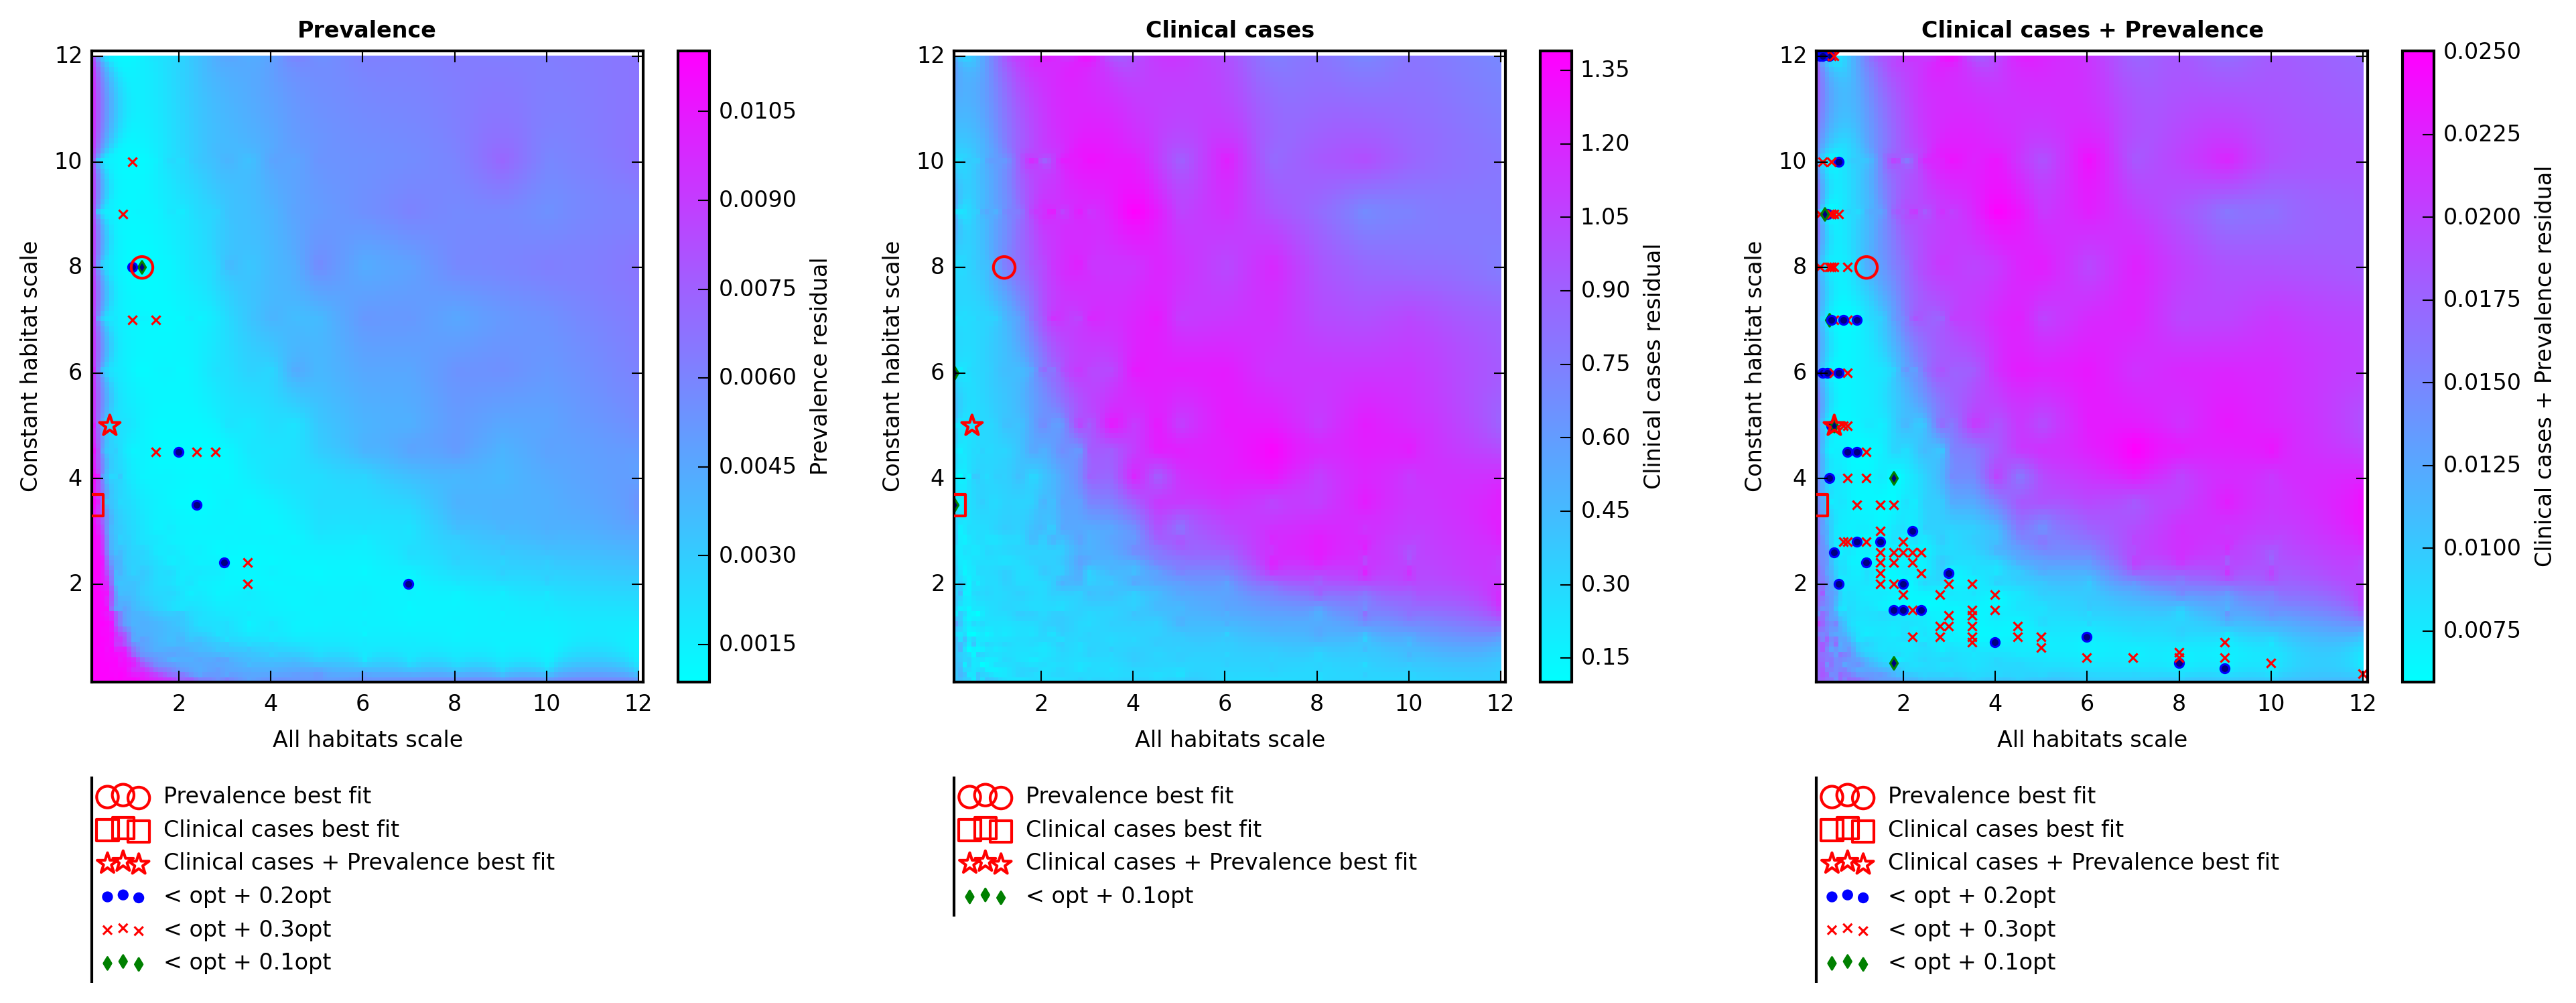 Prevalence
12
10
8
6
4
2
2 4 6 8 10 12
Constant habitat scale
All habitats scale
0.0105
0.0090
0.0075
0.0060
0.0045
0.0030
0.0015
Prevalence residual
Prevalence best fit
Clinical cases best fit
Clinical cases + Prevalence best fit
< opt + 0.2opt
< opt + 0.3opt
< opt + 0.1opt
Clinical cases
12
10
8
6
4
2
2 4 6 8 10 12
Constant habitat scale
All habitats scale
1.35
1.20
1.05
0.90
0.75
0.60
0.45
0.30
0.15
Clinical cases residual
Prevalence best fit
Clinical cases best fit
Clinical cases + Prevalence best fit
< opt + 0.1opt
Clinical cases + Prevalence
12
10
8
6
4
2
2 4 6 8 10 12
Constant habitat scale
All habitats scale
0.0250
0.0225
0.0200
0.0175
0.0150
0.0125
0.0100
0.0075
Clinical cases + Prevalence residual
Prevalence best fit
Clinical cases best fit
Clinical cases + Prevalence best fit
< opt + 0.2opt
< opt + 0.3opt
< opt + 0.1opt